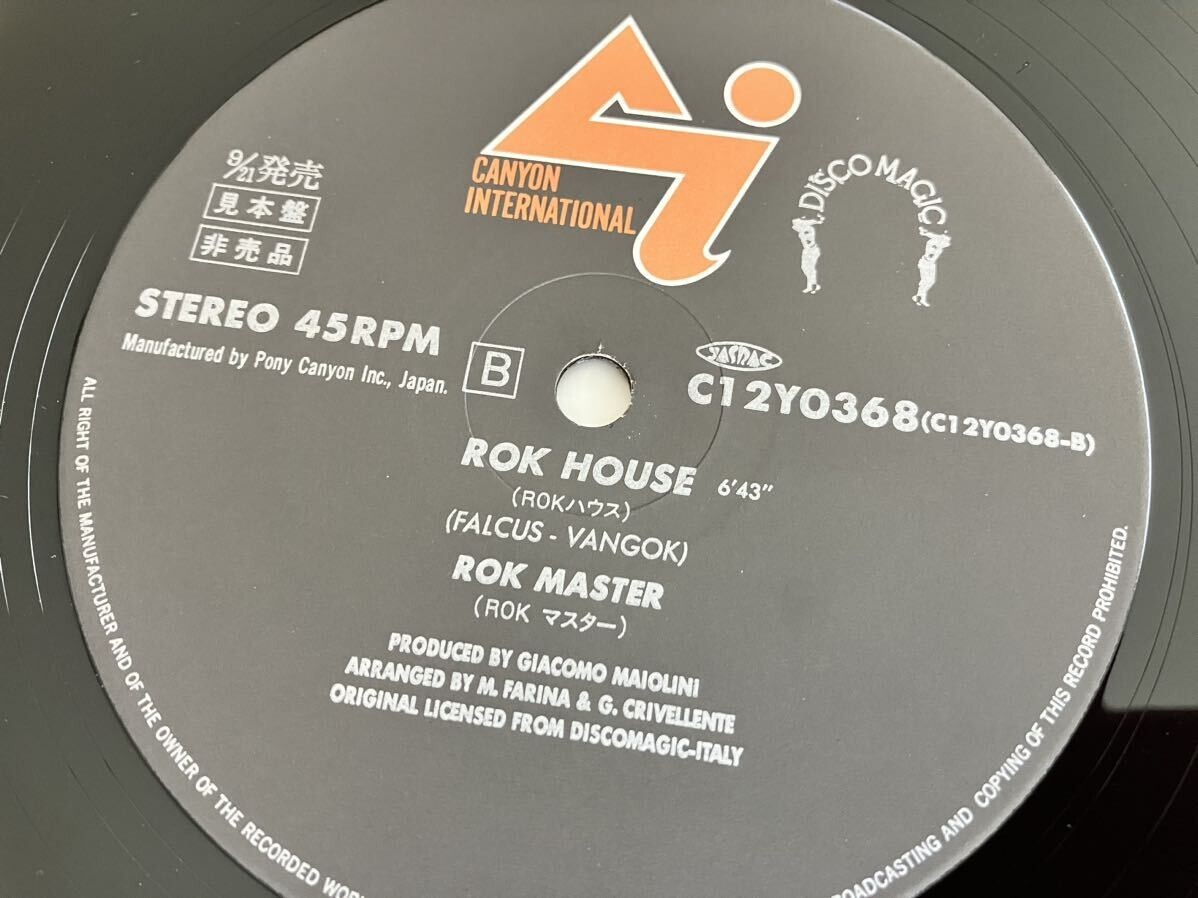 CANYON
INTERNATIONAL
DISCOMAGIC
9/21発売
見本盤
非売品
STEREO 45RPM
Manufactured by Pony Canyon Inc., Japan.
B
JASRAC
C12Y0368(C12Y0368-B)
ROK HOUSE 6'43"
(ROKハウス)
(FALCUS - VANGOK)
ROK MASTER
(ROK マスター)
PRODUCED BY GIACOMO MAIOLINI
ARRANGED BY M. FARINA & G. CRIVELLENTE
ORIGINAL LICENSED FROM DISCOMAGIC-ITALY
ALL RIGHT OF THE MANUFACTURER AND OF THE OWNER OF THE RECORDED
BROADCASTING AND COPYING OF THIS RECORD PROHIBITED.